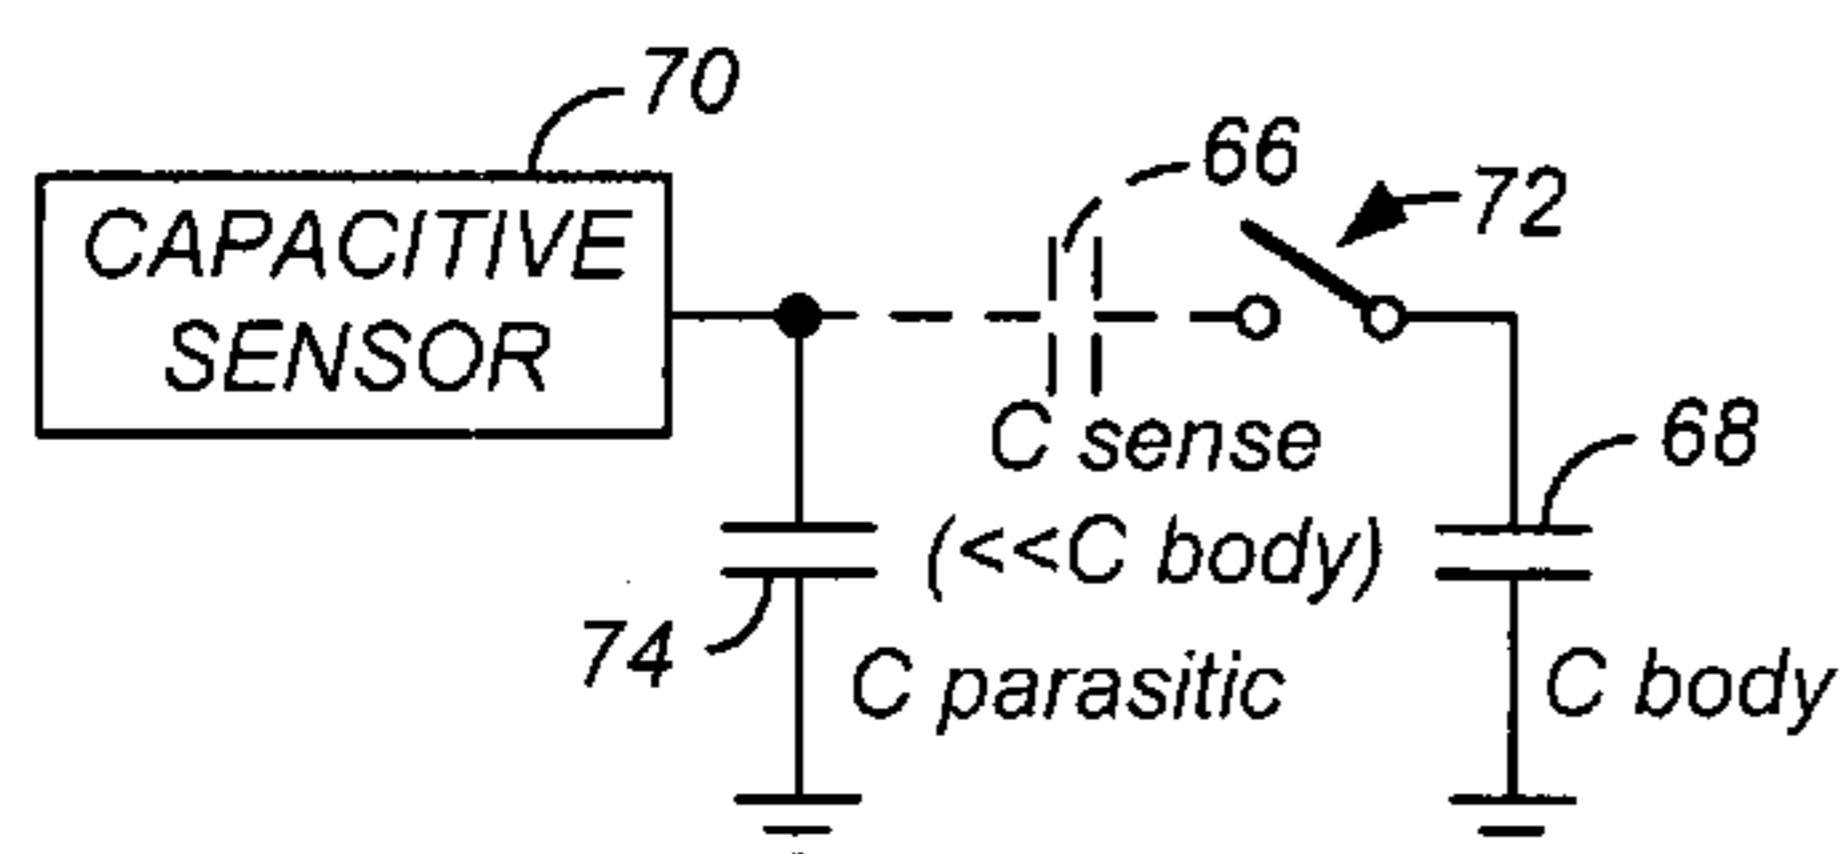 70
66
72
CAPACITIVE
SENSOR
C sense
68
(<<C body)
74
C parasitic
C body